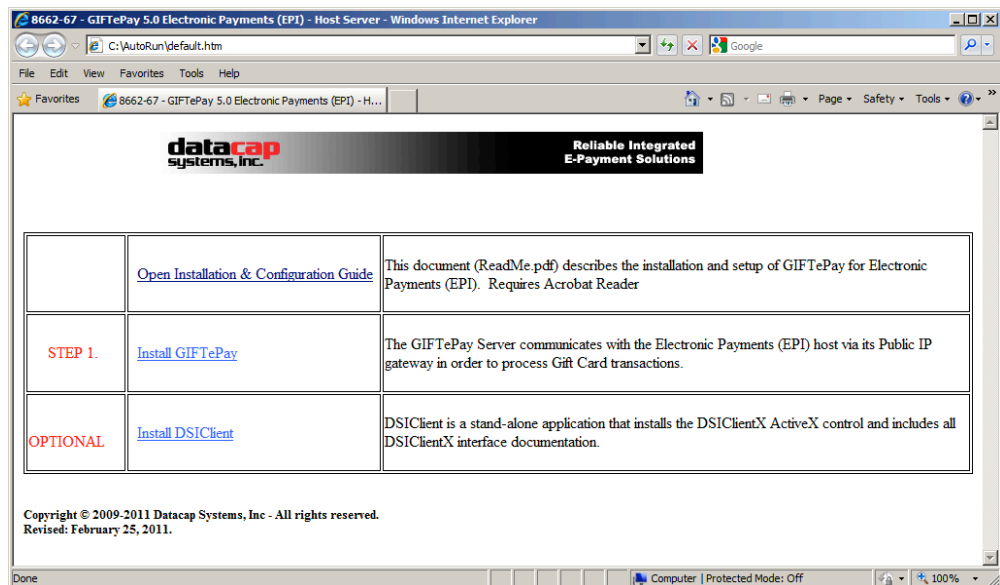 8662-67 - GIFTePay 5.0 Electronic Payments (EPI) - Host Server - Windows Internet Explorer
C:\AutoRun\default.htm
Google
File Edit View Favorites Tools Help
Favorites
8662-67 - GIFTePay 5.0 Electronic Payments (EPI) - H...
Page Safety Tools
datacap
systems, inc.
Reliable Integrated
E-Payment Solutions
Open Installation & Configuration Guide
This document (ReadMe.pdf) describes the installation and setup of GIFTePay for Electronic
Payments (EPI). Requires Acrobat Reader
STEP 1.
Install GIFTePay
The GIFTePay Server communicates with the Electronic Payments (EPI) host via its Public IP
gateway in order to process Gift Card transactions.
OPTIONAL
Install DSIClient
DSIClient is a stand-alone application that installs the DSIClientX ActiveX control and includes all
DSIClientX interface documentation.
Copyright © 2009-2011 Datacap Systems, Inc - All rights reserved.
Revised: February 25, 2011.
Done
Computer | Protected Mode: Off
100%